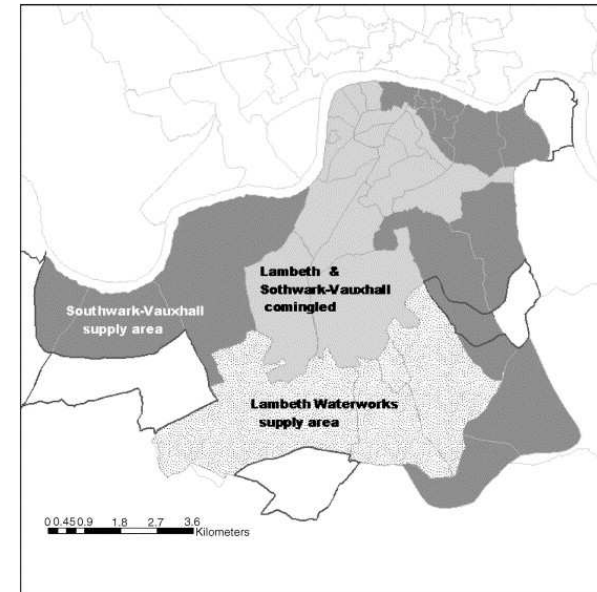 Lambeth &
Sothwark-Vauxhall
comingled
Southwark-Vauxhall
supply area
Lambeth Waterworks
supply area
0 0.45 0.9 1.8 2.7 3.6
Kilometers